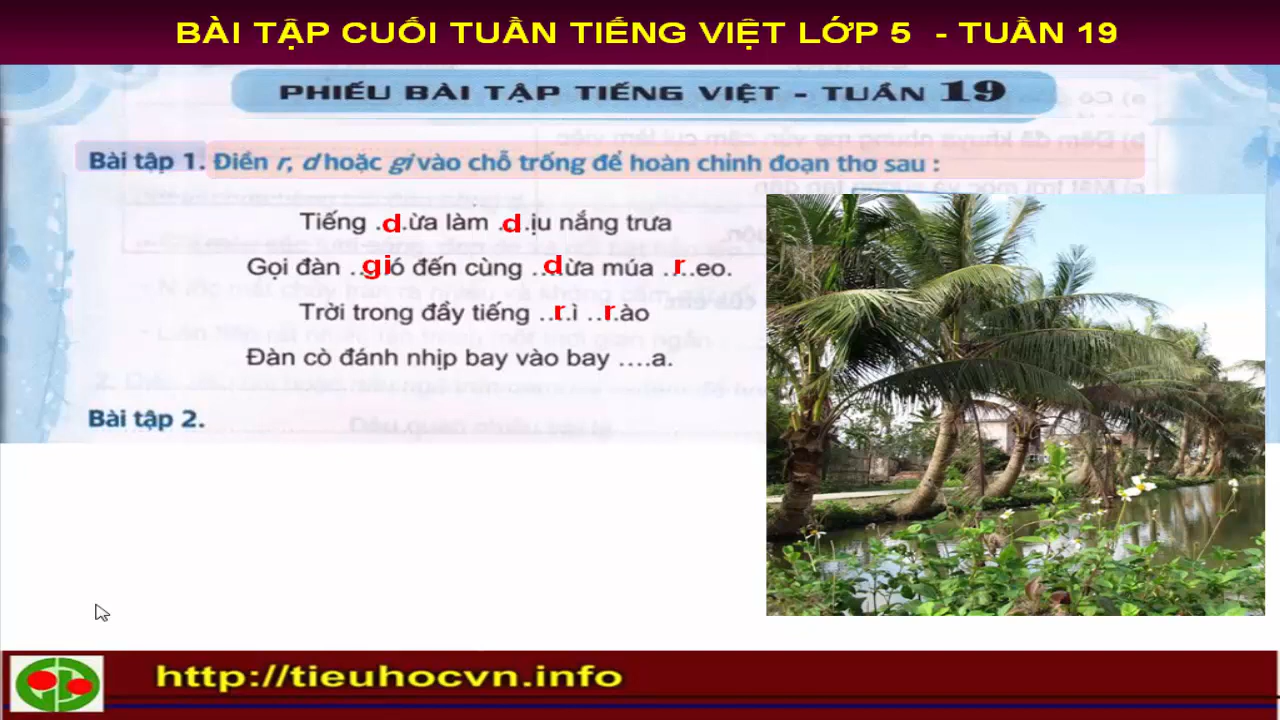 BÀI TẬP CUỐI TUẦN TIẾNG VIỆT LỚP 5 - TUẦN 19
PHIẾU BÀI TẬP TIẾNG VIỆT - TUẦN 19
Bài tập 1. Điền r, d hoặc gi vào chỗ trống để hoàn chỉnh đoạn thơ sau :
Tiếng .d.ừa làm .d.ịu nắng trưa
Gọi đàn ..gió đến cùng ..d.ừa múa ..r..eo.
Trời trong đầy tiếng ..r.ì ..r.ào
Đàn cò đánh nhịp bay vào bay ....a.
Bài tập 2.
http://tieuhocvn.info